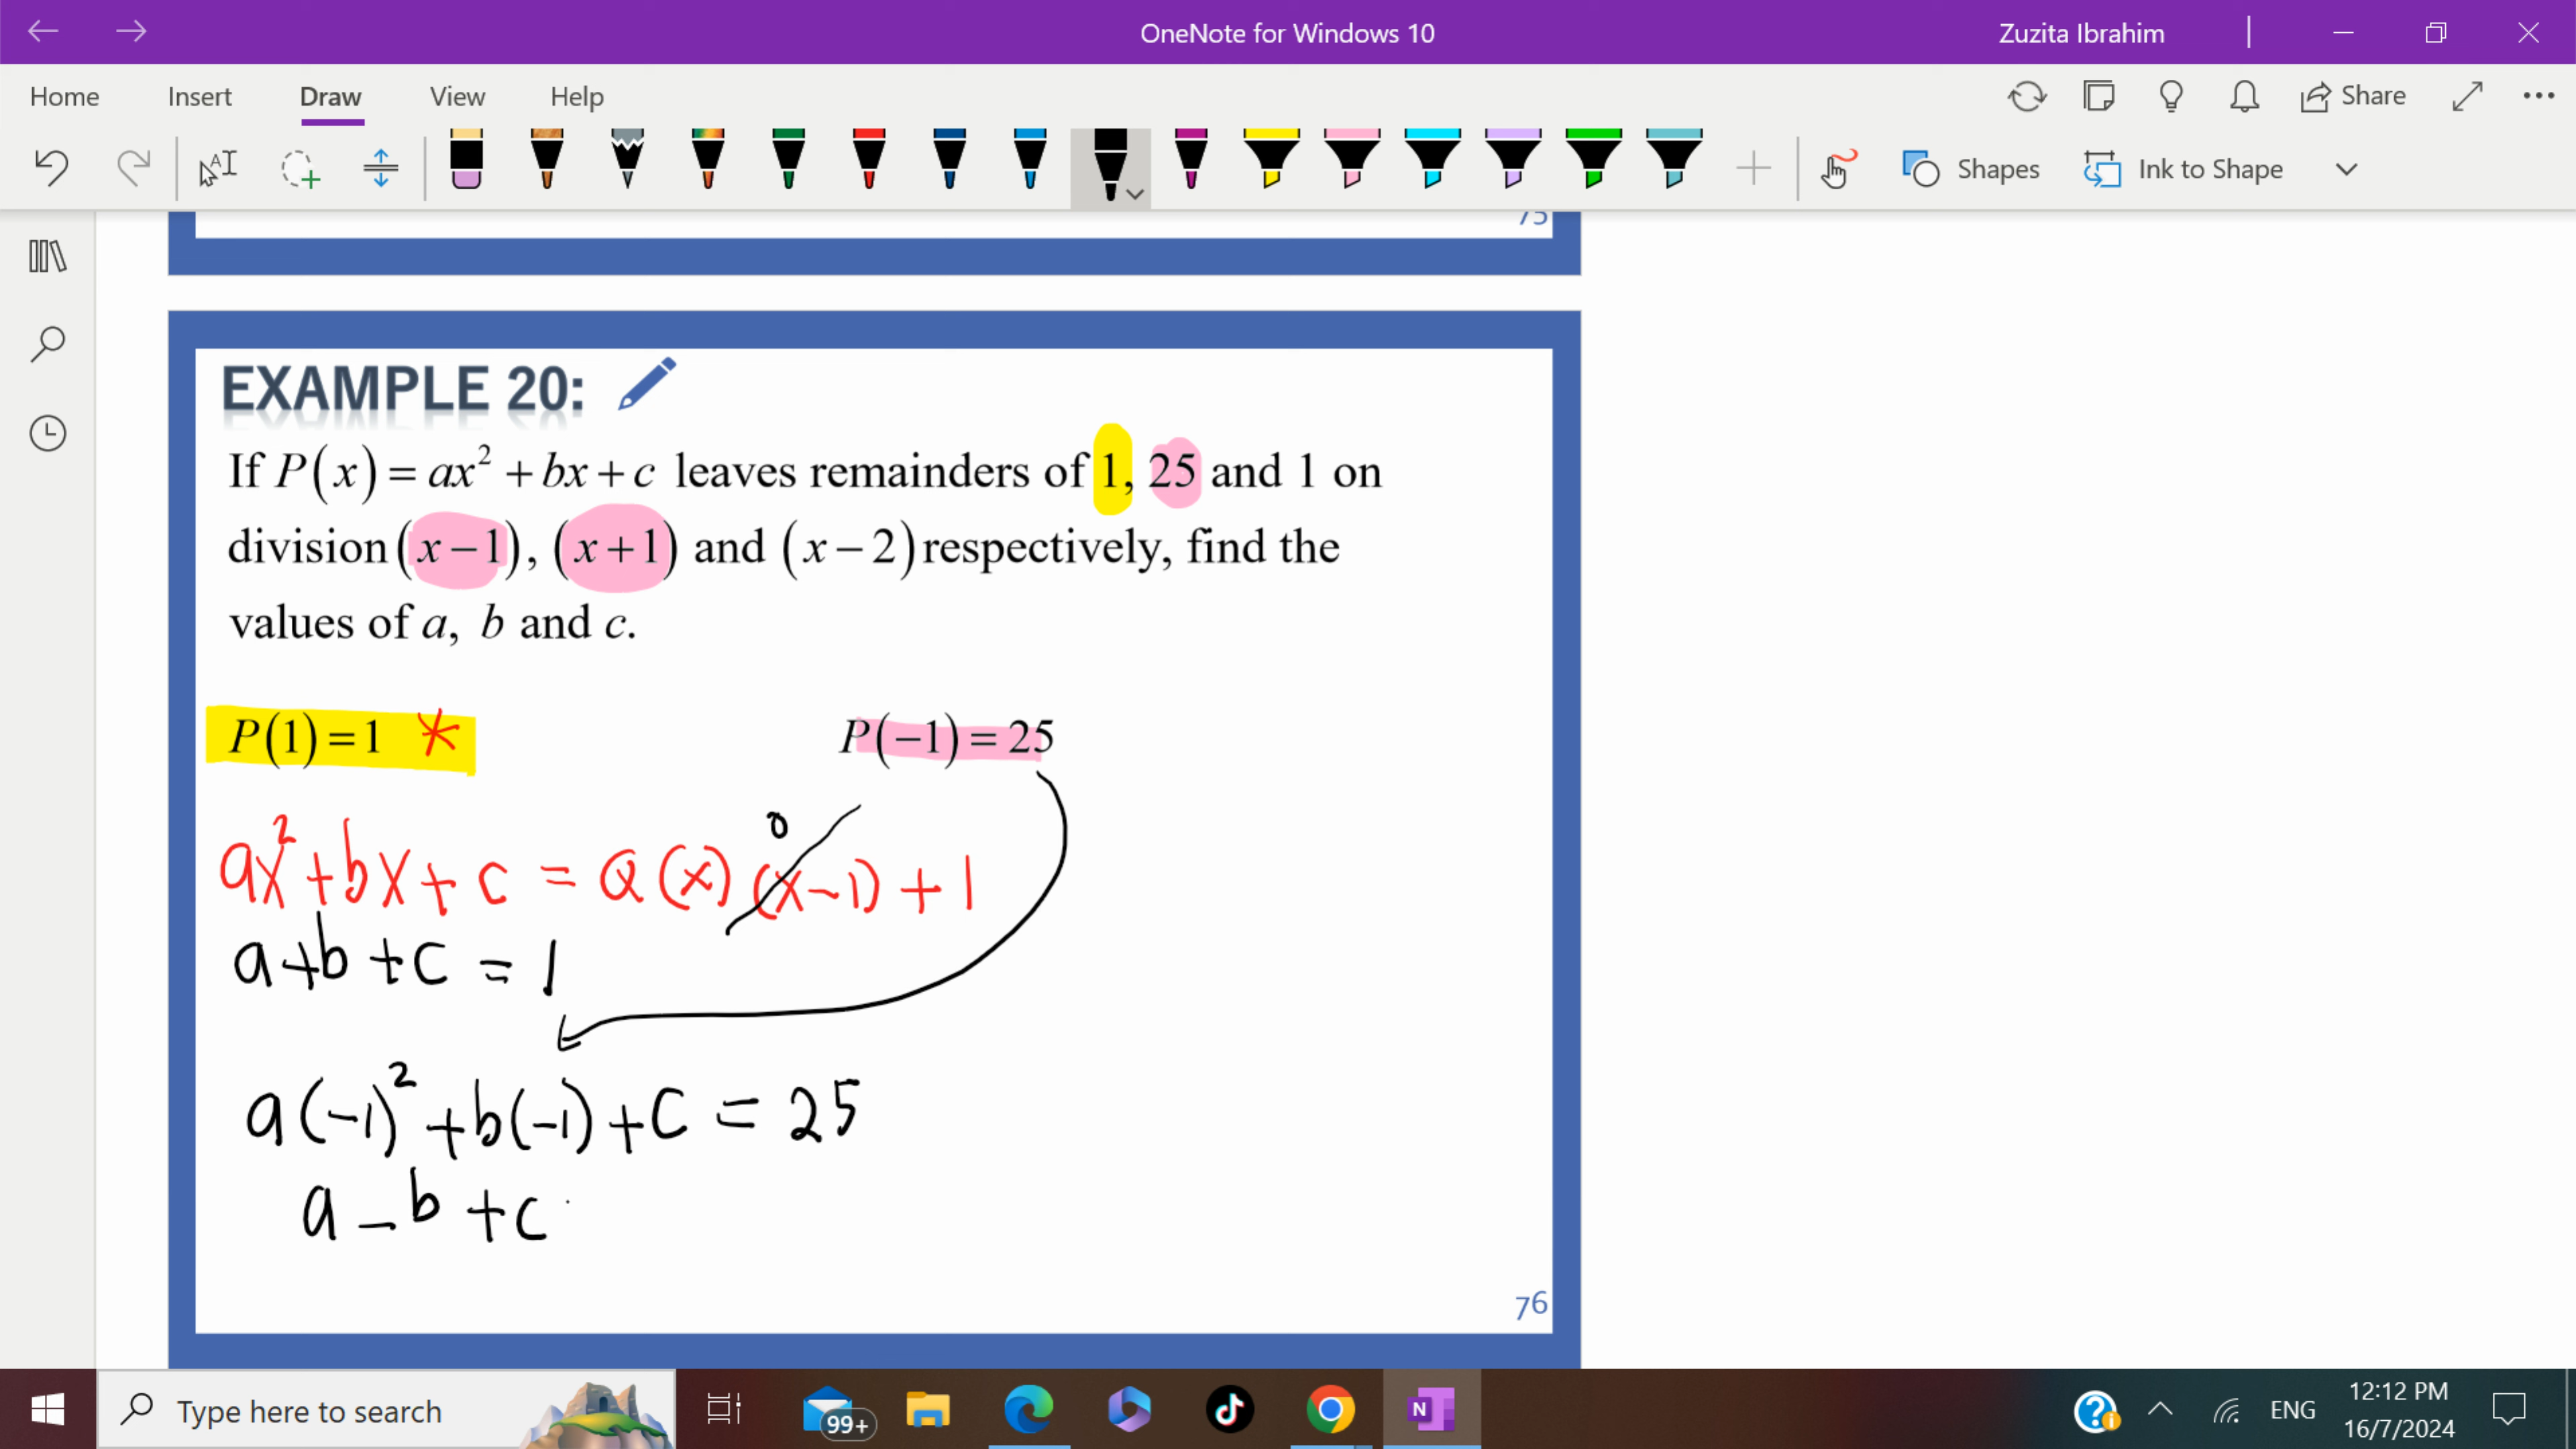 OneNote for Windows 10
Zuzita Ibrahim
Home Insert Draw View Help
Share
Shapes Ink to Shape
75
EXAMPLE 20:
If P(x) = ax² + bx + c leaves remainders of 1, 25 and 1 on
division (x − 1), (x + 1) and (x − 2) respectively, find the
values of a, b and c.
P(1) = 1 * P(−1) = 25
0
ax² + bx + c = Q(x)(x−1) + 1
a + b + c = 1
a(−1)² + b(−1) + c = 25
a − b + c
76
Type here to search
99+
ENG
12:12 PM
16/7/2024